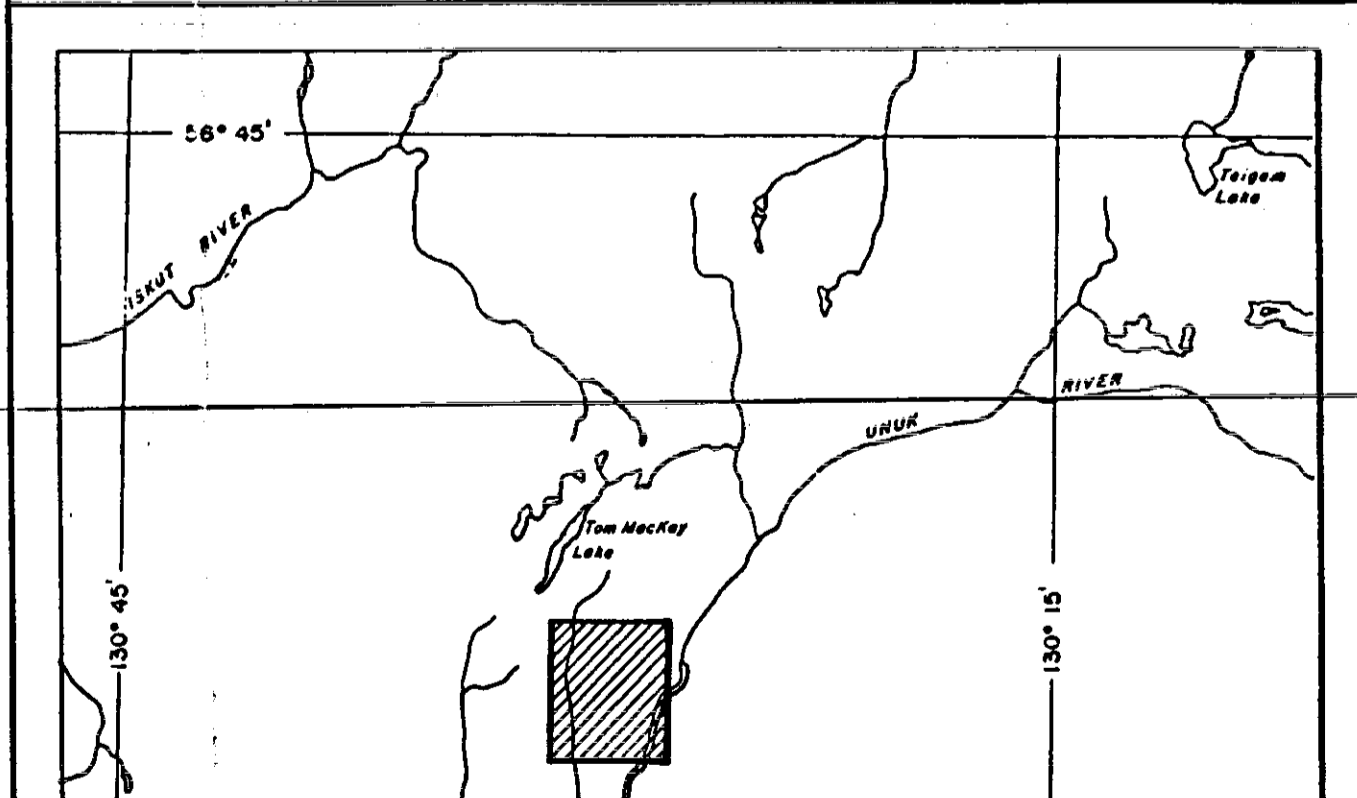 56° 45'
Teigen
Lake
ISKUT RIVER
UNUK RIVER
Tom MacKay
Lake
130° 45'
130° 15'